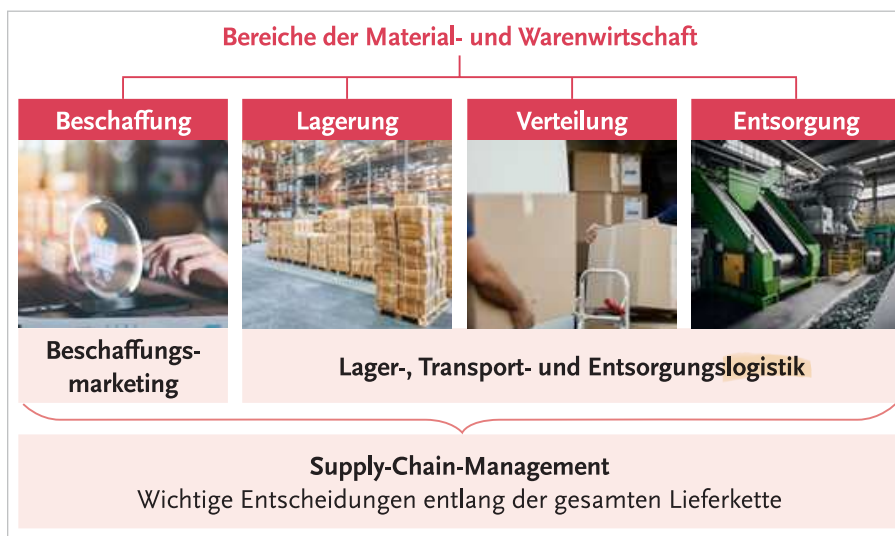 Bereiche der Material- und Warenwirtschaft
Beschaffung
Lagerung
Verteilung
Entsorgung
Beschaffungs-
marketing
Lager-, Transport- und Entsorgungslogistik
Supply-Chain-Management
Wichtige Entscheidungen entlang der gesamten Lieferkette